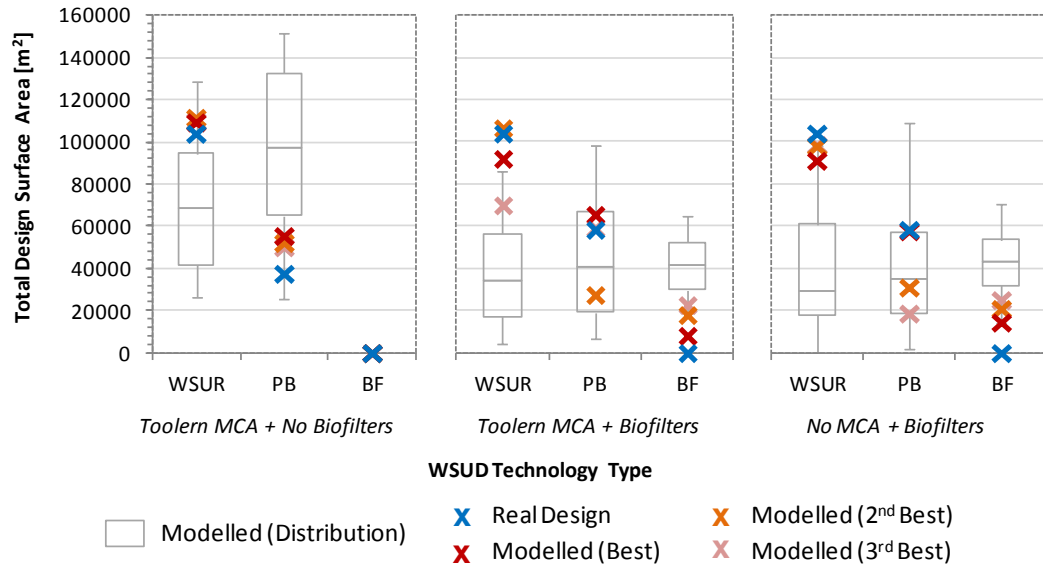 Total Design Surface Area [m²]
160000
140000
120000
100000
80000
60000
40000
20000
0
WSUR PB BF WSUR PB BF WSUR PB BF
Toolern MCA + No Biofilters Toolern MCA + Biofilters No MCA + Biofilters
WSUD Technology Type
Modelled (Distribution)
Real Design
Modelled (Best)
Modelled (2nd Best)
Modelled (3rd Best)